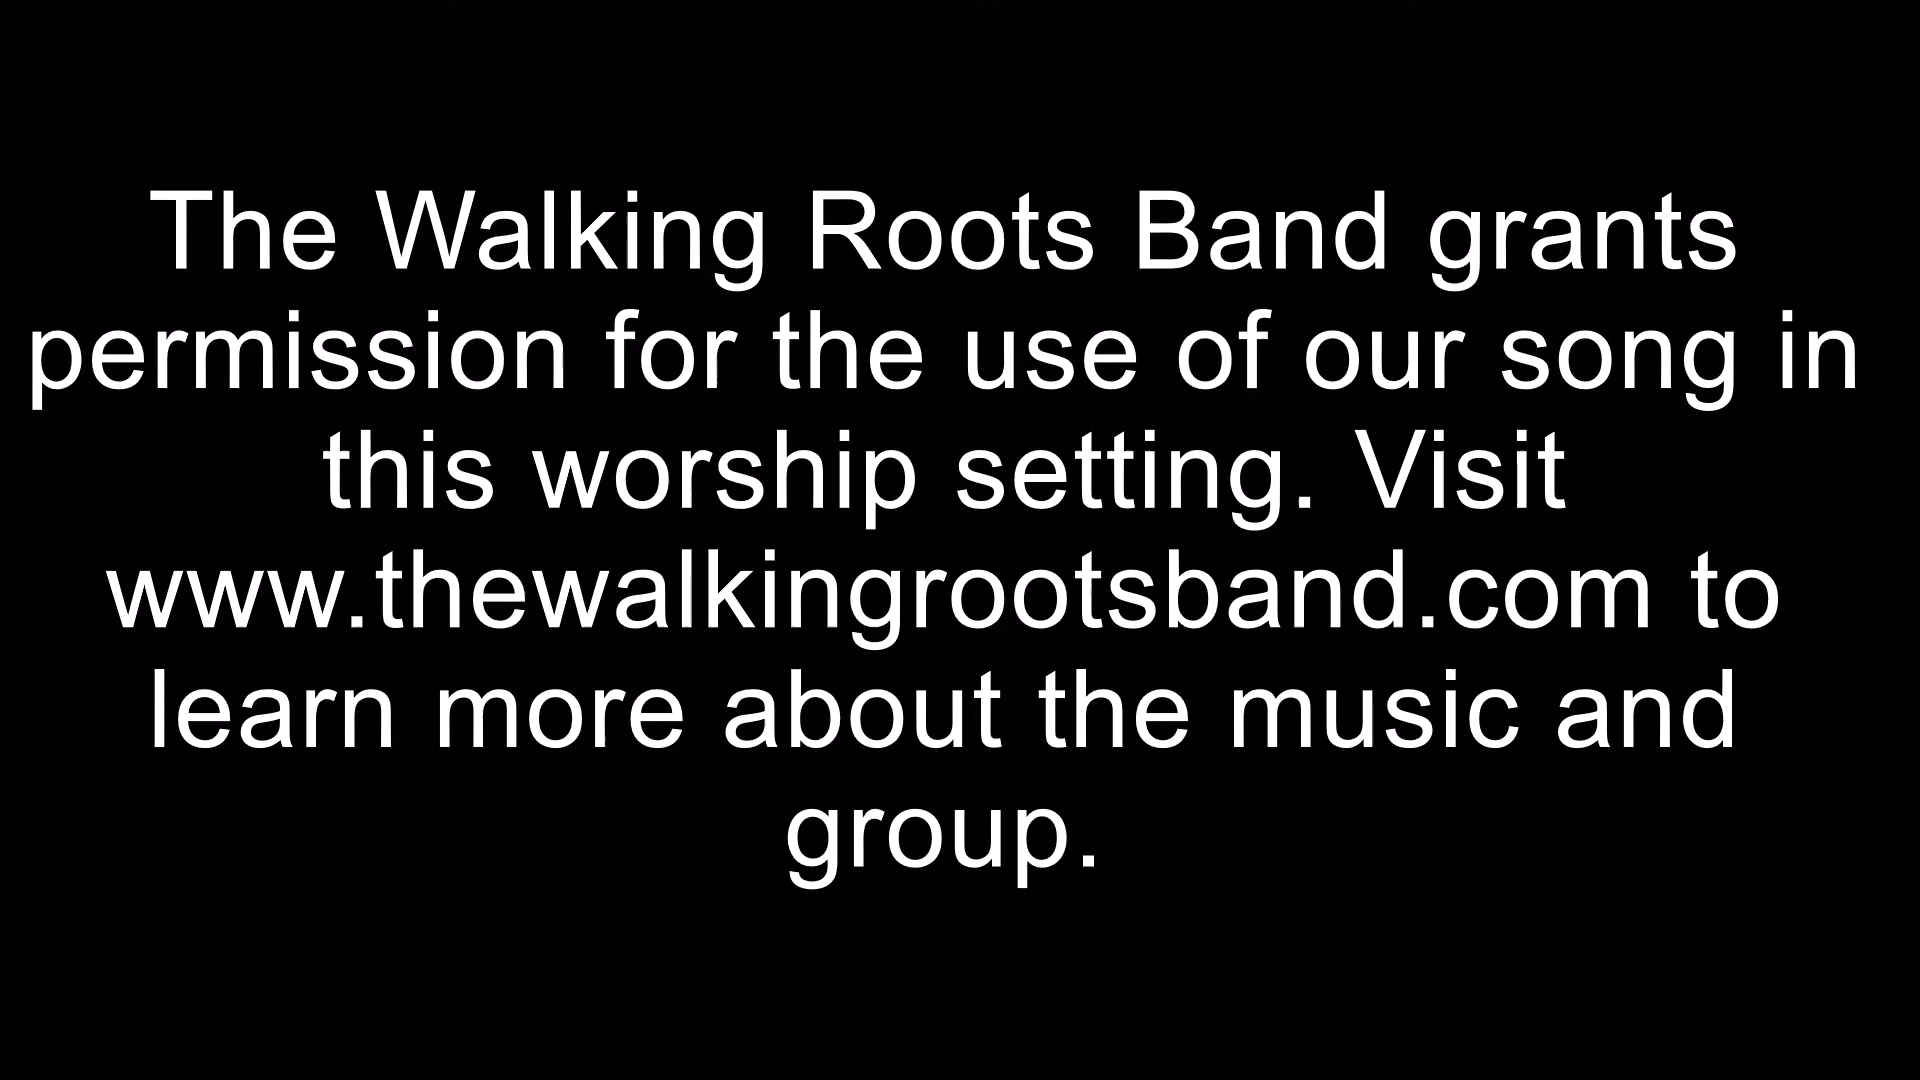 The Walking Roots Band grants
permission for the use of our song in
this worship setting. Visit
www.thewalkingrootsband.com to
learn more about the music and
group.